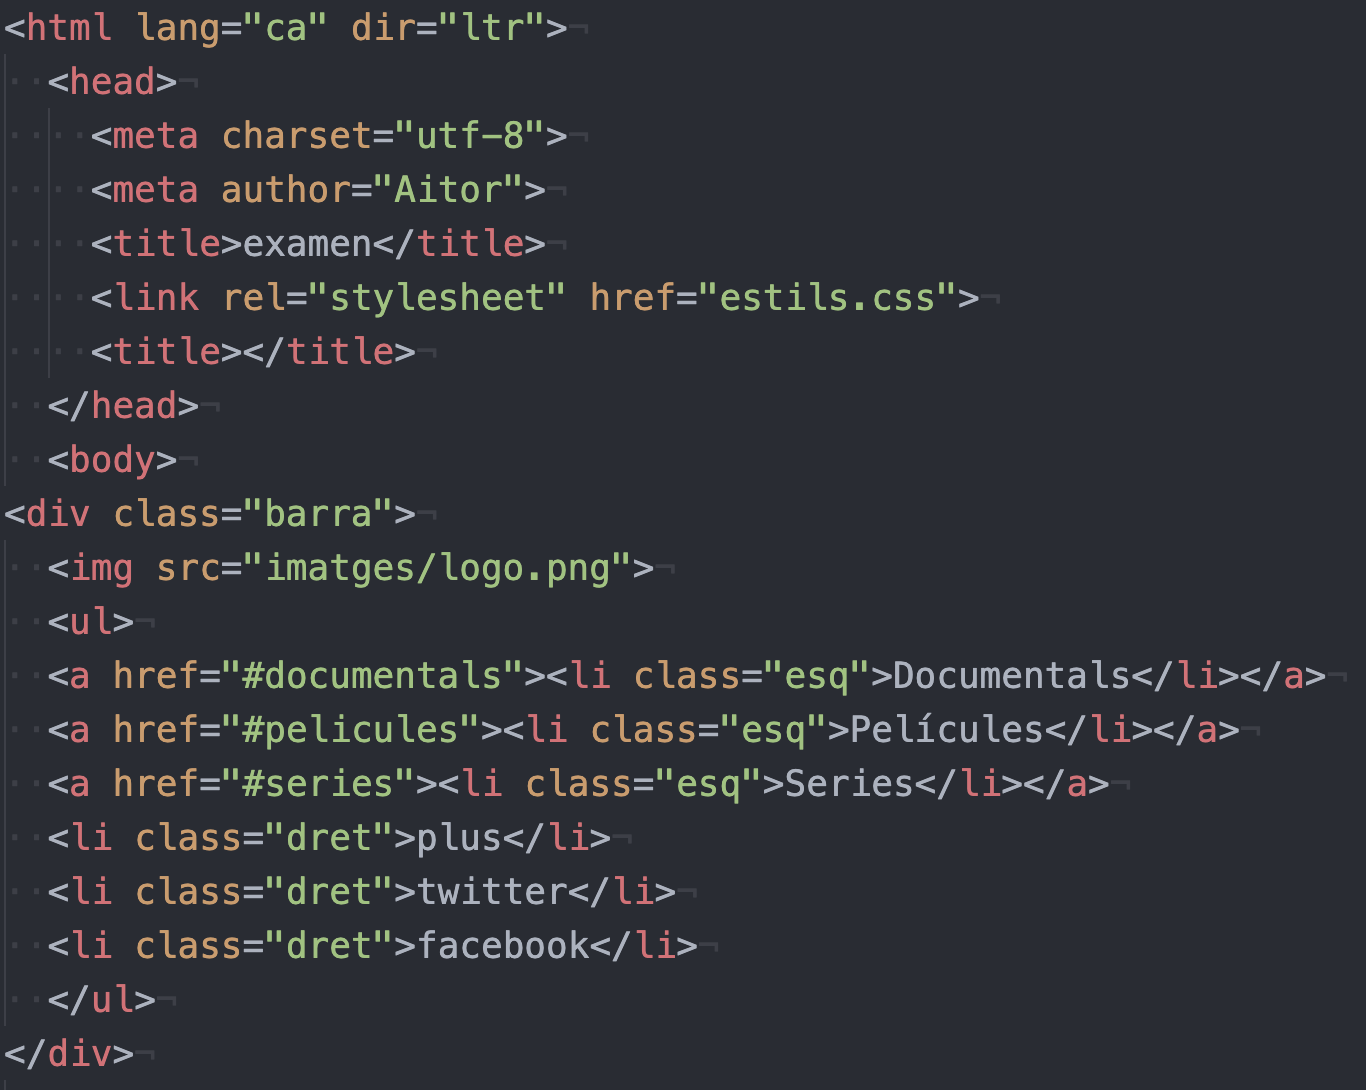 <html lang="ca" dir="ltr">
<head>
<meta charset="utf-8">
<meta author="Aitor">
<title>examen</title>
<link rel="stylesheet" href="estils.css">
<title></title>
</head>
<body>
<div class="barra">
<img src="imatges/logo.png">
<ul>
<a href="#documentals"><li class="esq">Documentals</li></a>
<a href="#pelicules"><li class="esq">Películes</li></a>
<a href="#series"><li class="esq">Series</li></a>
<li class="dret">plus</li>
<li class="dret">twitter</li>
<li class="dret">facebook</li>
</ul>
</div>